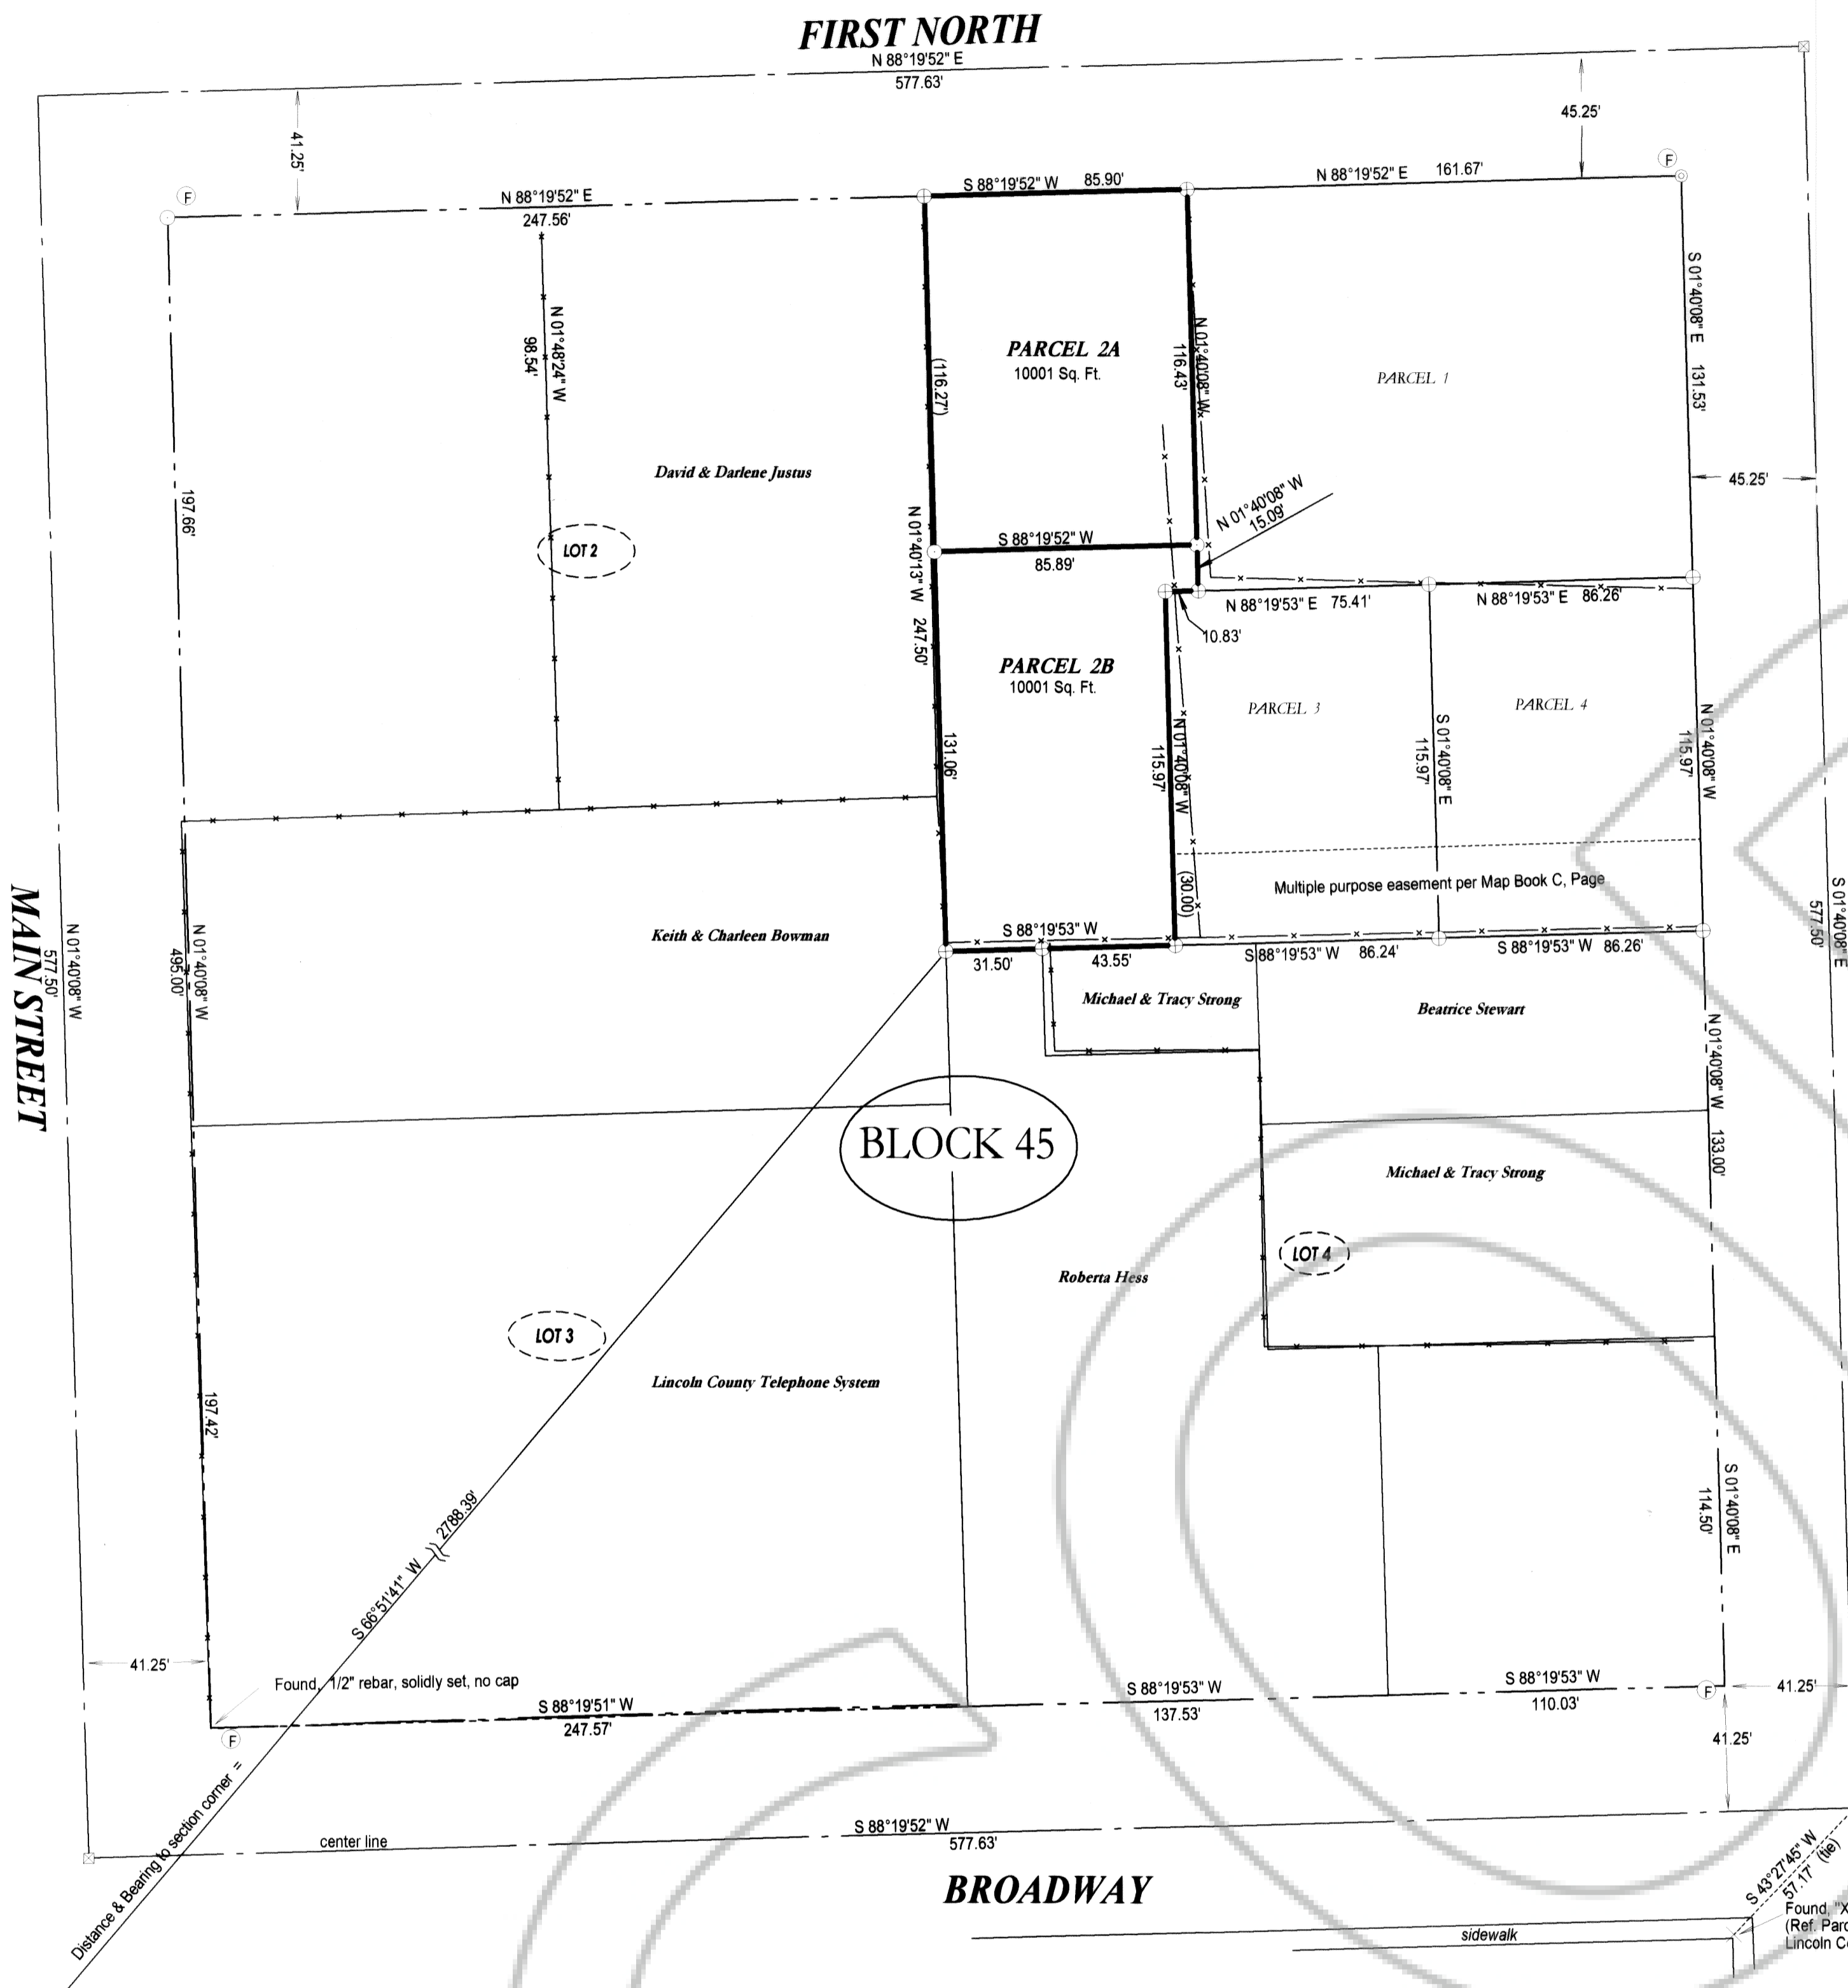 FIRST NORTH
N 88°19'52" E
577.63'
41.25'
45.25'
F
F
N 88°19'52" E
247.56'
S 88°19'52" W 85.90'
N 88°19'52" E 161.67'
197.66'
N 01°48'24" W
98.54'
David & Darlene Justus
LOT 2
(116.27')
N 01°40'13" W 247.50'
PARCEL 2A
10001 Sq. Ft.
116.43'
N 01°40'08" W
PARCEL 1
S 01°40'08" E 131.53'
45.25'
N 01°40'08" W
15.09'
S 88°19'52" W
85.89'
N 88°19'53" E 75.41'
N 88°19'53" E 86.26'
10.83'
PARCEL 2B
10001 Sq. Ft.
131.06'
115.97'
N 01°40'08" W
(30.00)
PARCEL 3
S 01°40'08" E
115.97'
PARCEL 4
N 01°40'08" W
115.97'
Multiple purpose easement per Map Book C, Page
S 01°40'08" E
577.50'
MAIN STREET
N 01°40'08" W
577.50'
N 01°40'08" W
495.00'
Keith & Charleen Bowman
S 88°19'53" W
31.50'
43.55'
S 88°19'53" W 86.24'
S 88°19'53" W 86.26'
Michael & Tracy Strong
Beatrice Stewart
N 01°40'08" W 133.00'
BLOCK 45
Michael & Tracy Strong
LOT 4
Roberta Hess
LOT 3
Lincoln County Telephone System
197.42'
S 66°51'41" W 2788.39'
S 01°40'08" E
114.50'
41.25'
Found, 1/2" rebar, solidly set, no cap
F
S 88°19'51" W
247.57'
S 88°19'53" W
137.53'
S 88°19'53" W
110.03'
F
41.25'
41.25'
Distance & Bearing to section corner =
center line
S 88°19'52" W
577.63'
BROADWAY
sidewalk
S 43°27'45" W
57.17' (tie)
Found, "X
(Ref. Parc
Lincoln Co